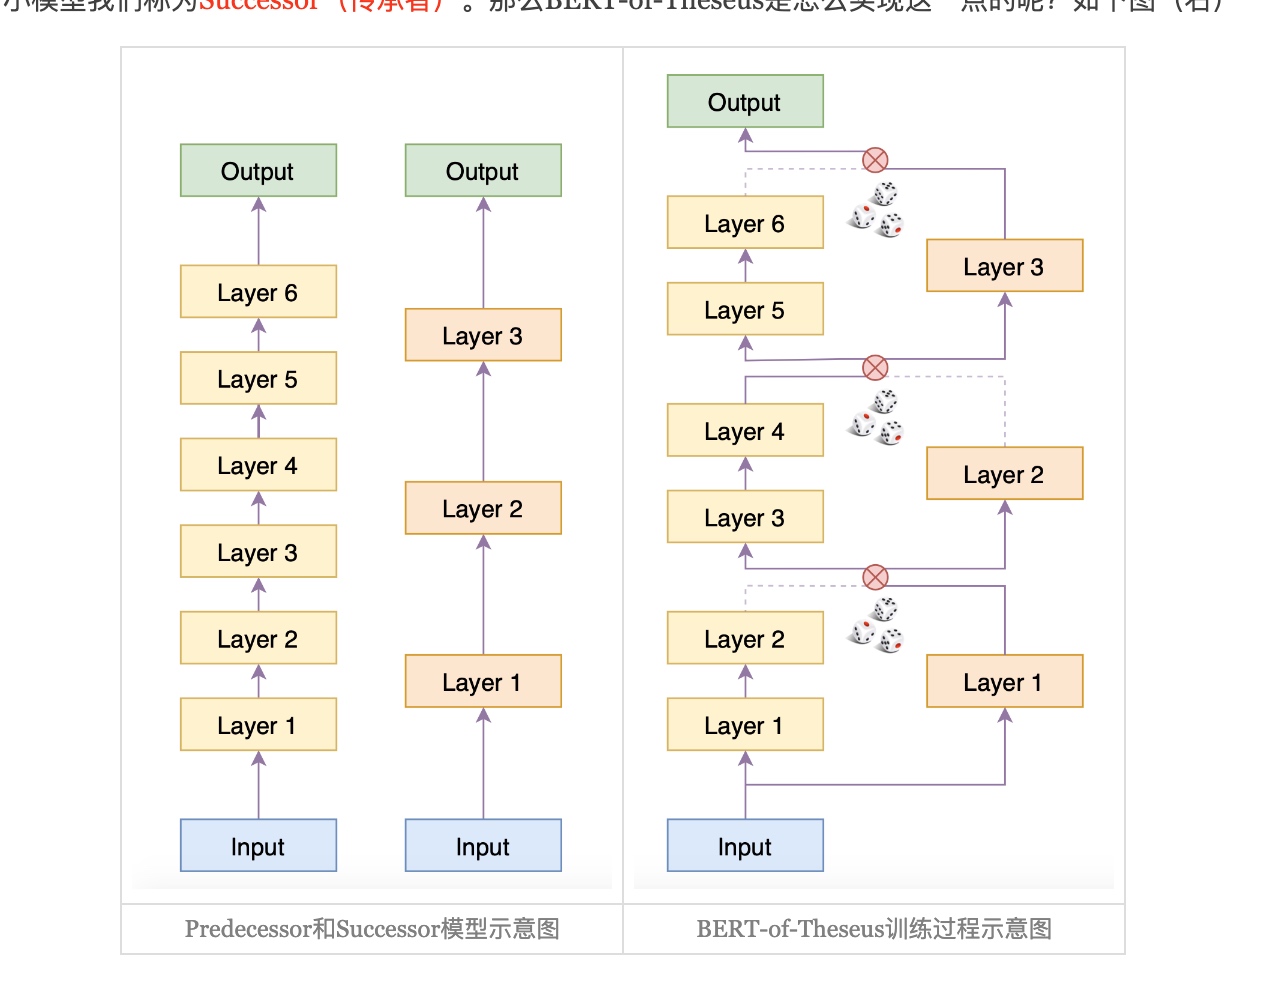 小模型我们称为Successor（传承者）。那么BERT-of-Theseus是怎么实现这一点的呢？如下图（右）
Output
Layer 6
Layer 5
Layer 4
Layer 3
Layer 2
Layer 1
Input
Output
Layer 3
Layer 2
Layer 1
Input
Predecessor和Successor模型示意图
Output
Layer 6
Layer 5
Layer 4
Layer 3
Layer 2
Layer 1
Input
Layer 3
Layer 2
Layer 1
BERT-of-Theseus训练过程示意图